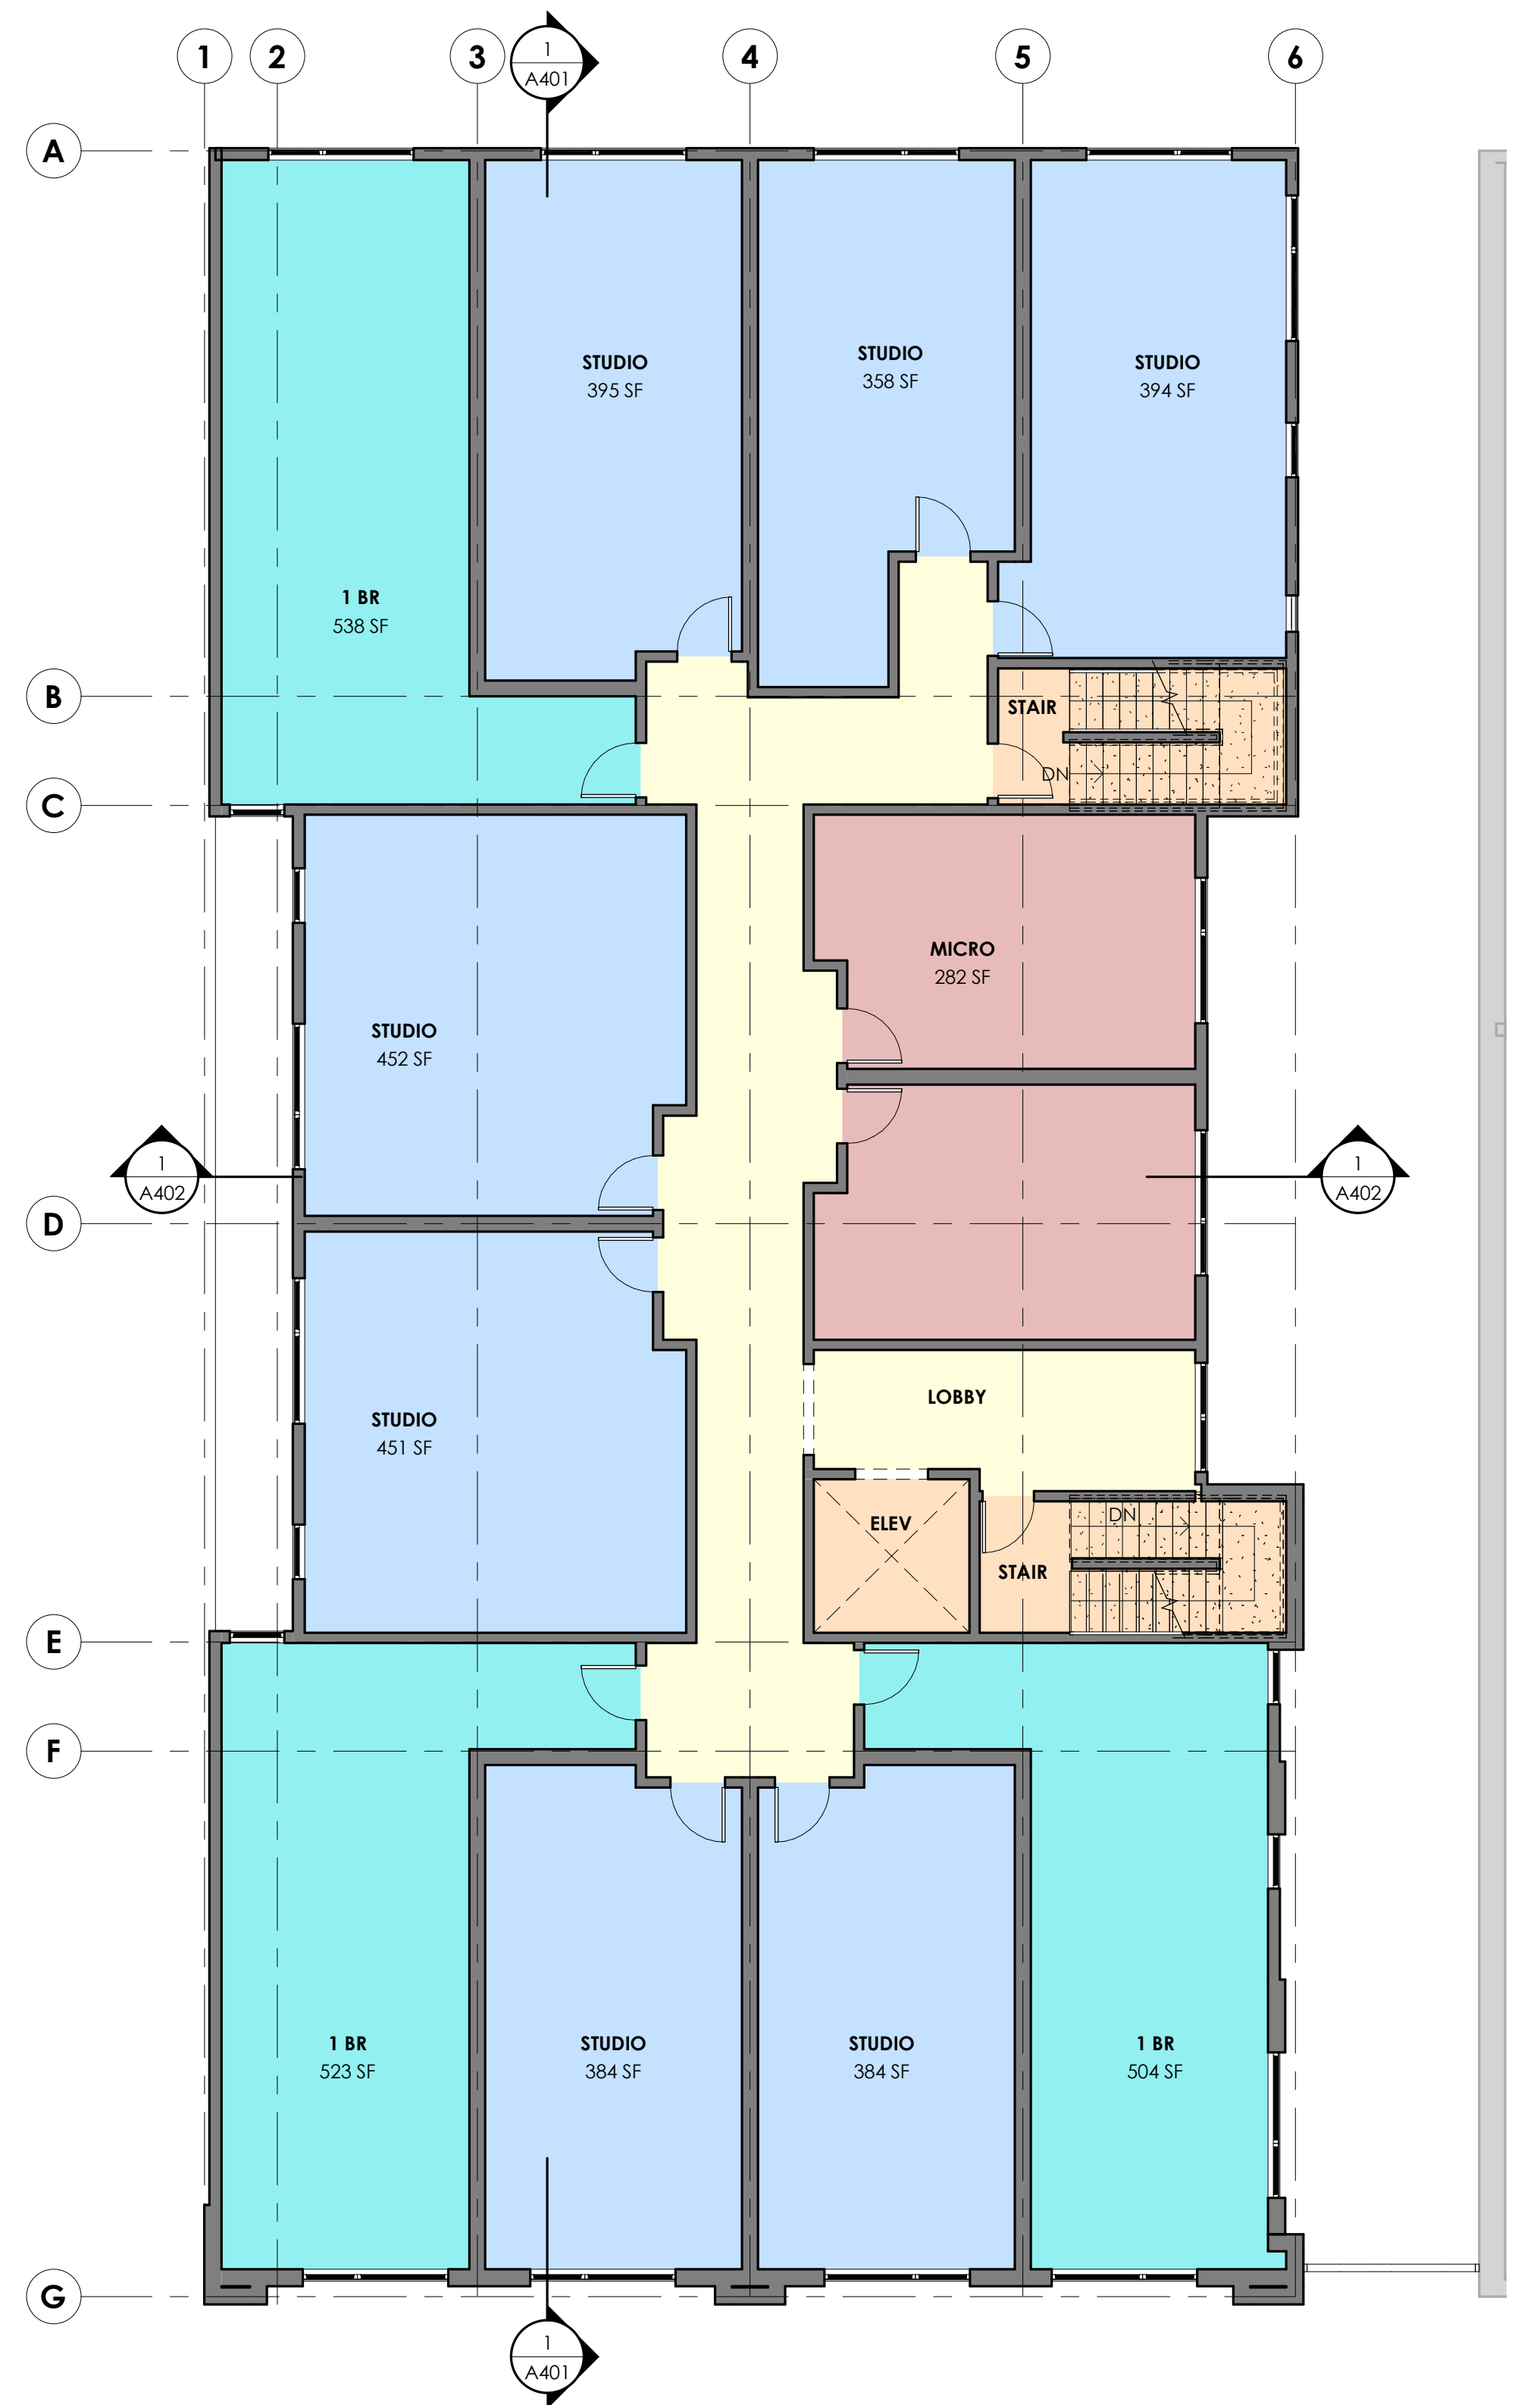 1
2
3
4
5
6
1
A401
A
STUDIO
395 SF
STUDIO
358 SF
STUDIO
394 SF
1 BR
538 SF
B
STAIR
DN
C
MICRO
282 SF
STUDIO
452 SF
1
A402
1
A402
D
LOBBY
STUDIO
451 SF
ELEV
DN
STAIR
E
F
1 BR
523 SF
STUDIO
384 SF
STUDIO
384 SF
1 BR
504 SF
G
1
A401